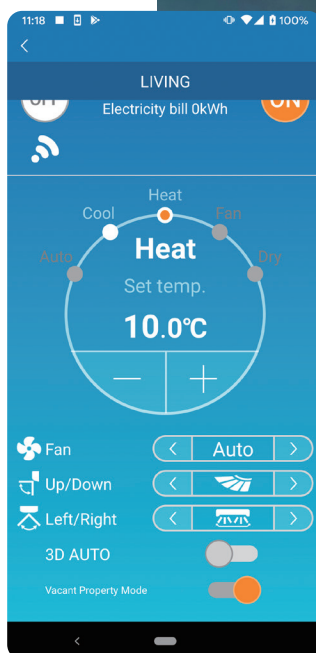 11:18 100%
LIVING
OFF ON
Electricity bill 0kWh
Heat
Cool Fan
Auto Dry
Heat
Set temp.
10.0°C
Fan Auto
Up/Down
Left/Right
3D AUTO
Vacant Property Mode